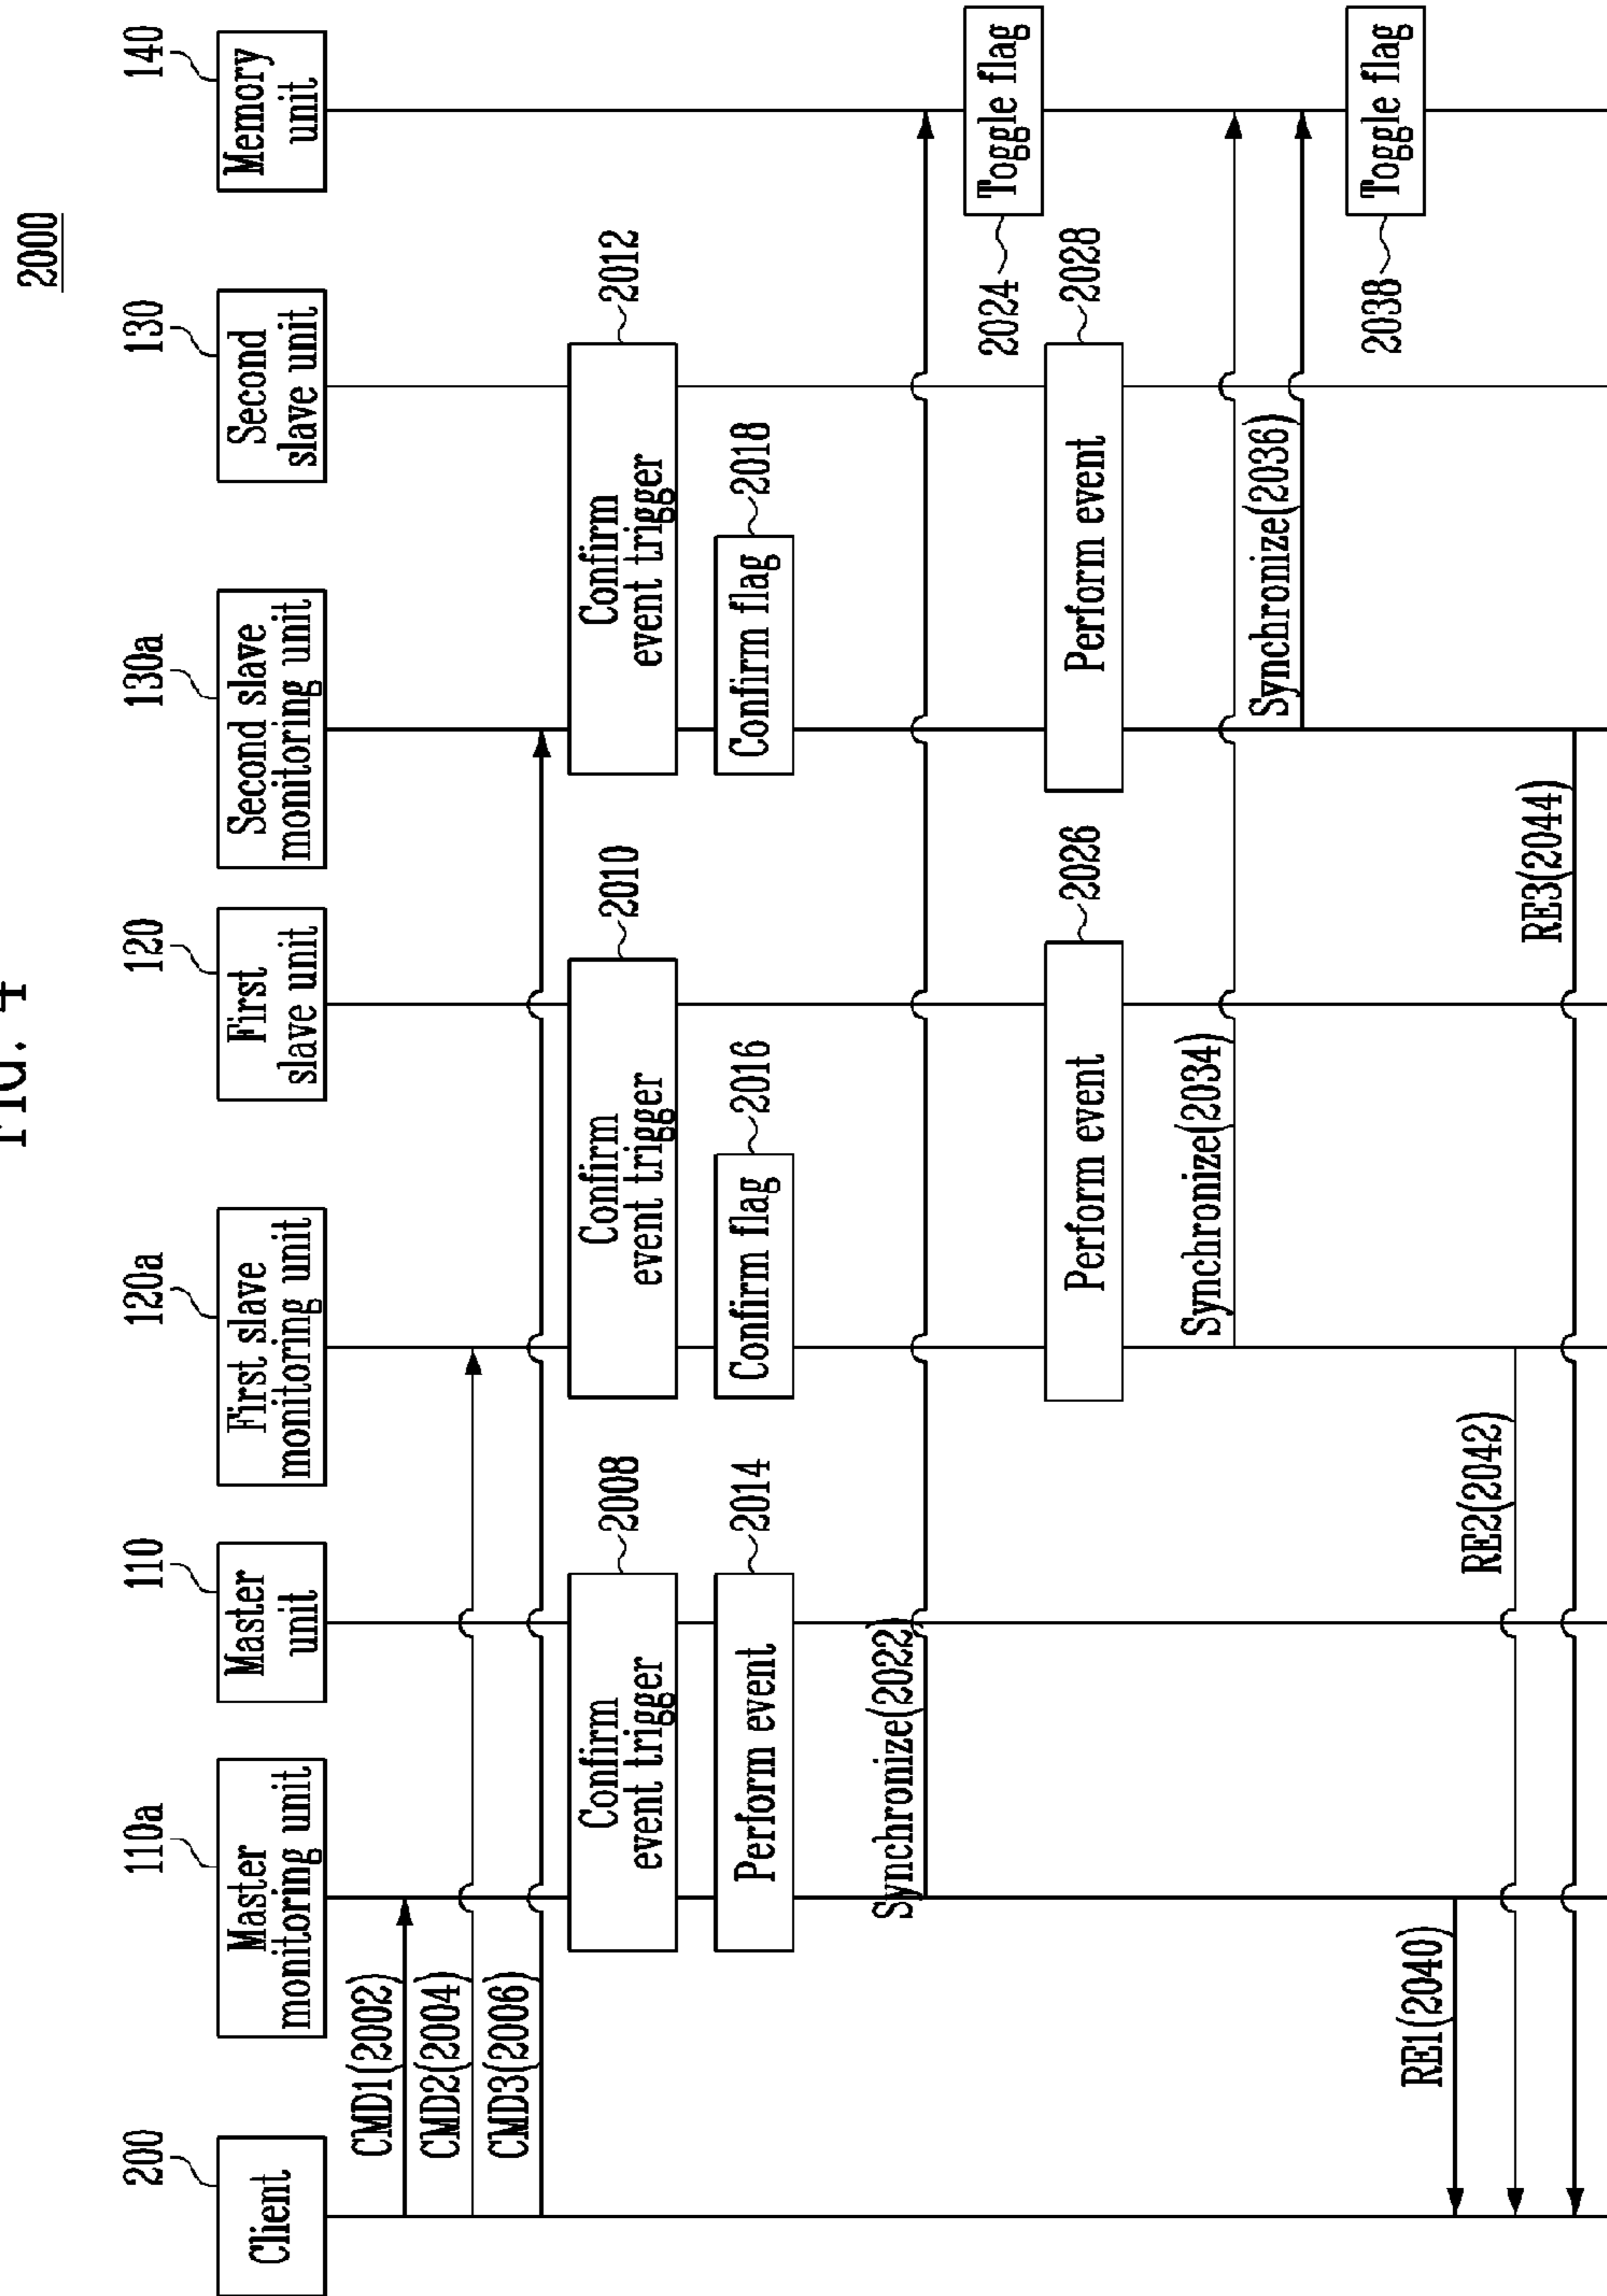 FIG. 4
2000
200
110a
110
120a
120
130a
130
140
Client
Master
monitoring unit
Master
unit
First slave
monitoring unit
First
slave unit
Second slave
monitoring unit
Second
slave unit
Memory
unit
CMD1(2002)
CMD2(2004)
CMD3(2006)
Confirm
event trigger
2008
Confirm
event trigger
2010
Confirm
event trigger
2012
Perform event
2014
Confirm flag
2016
Confirm flag
2018
Synchronize(2022)
2024
Toggle flag
Perform event
2026
Perform event
2028
Synchronize(2034)
Synchronize(2036)
2038
Toggle flag
RE1(2040)
RE2(2042)
RE3(2044)